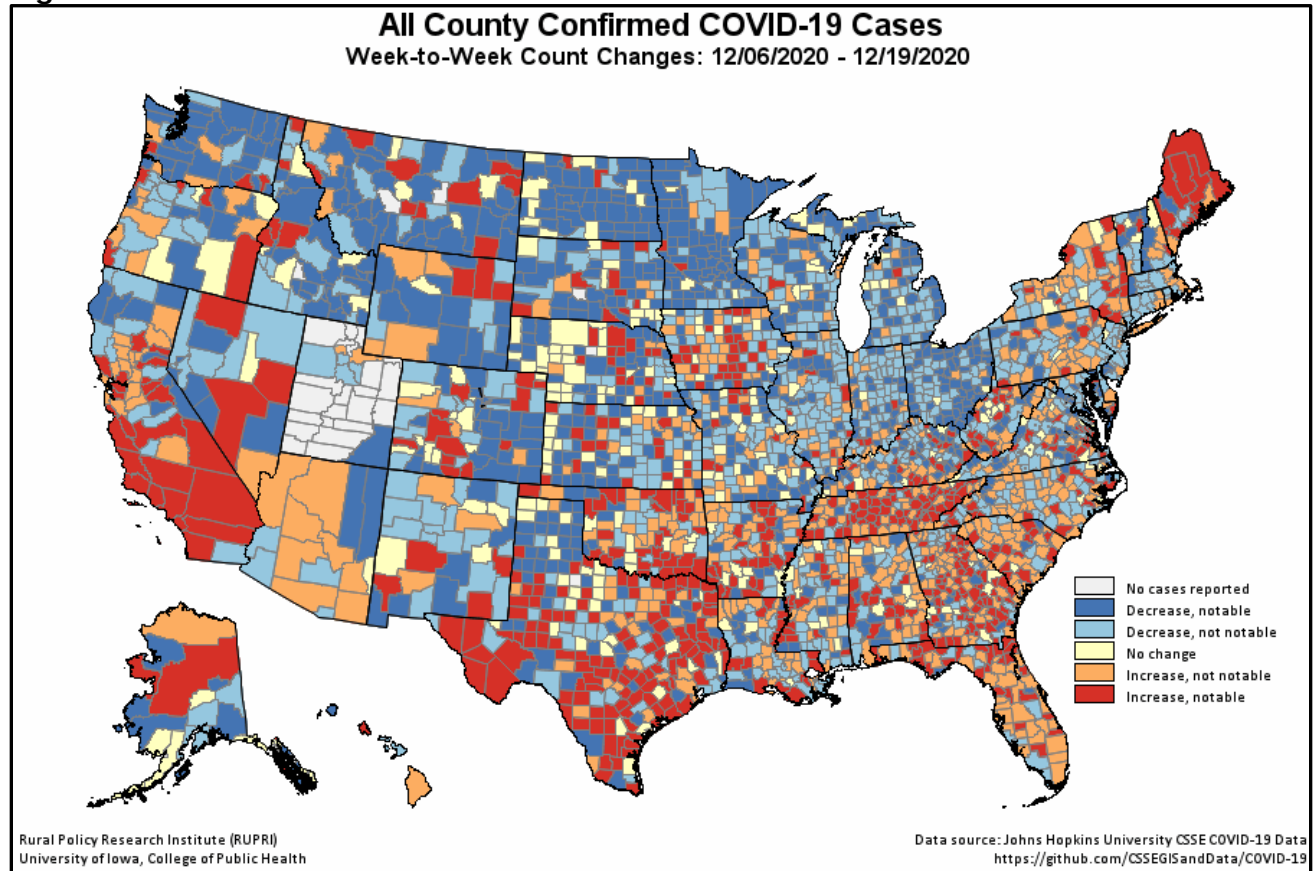 All County Confirmed COVID-19 Cases
Week-to-Week Count Changes: 12/06/2020 - 12/19/2020
No cases reported
Decrease, notable
Decrease, not notable
No change
Increase, not notable
Increase, notable
Rural Policy Research Institute (RUPRI)
University of Iowa, College of Public Health
Data source: Johns Hopkins University CSSE COVID-19 Data
https://github.com/CSSEGISandData/COVID-19